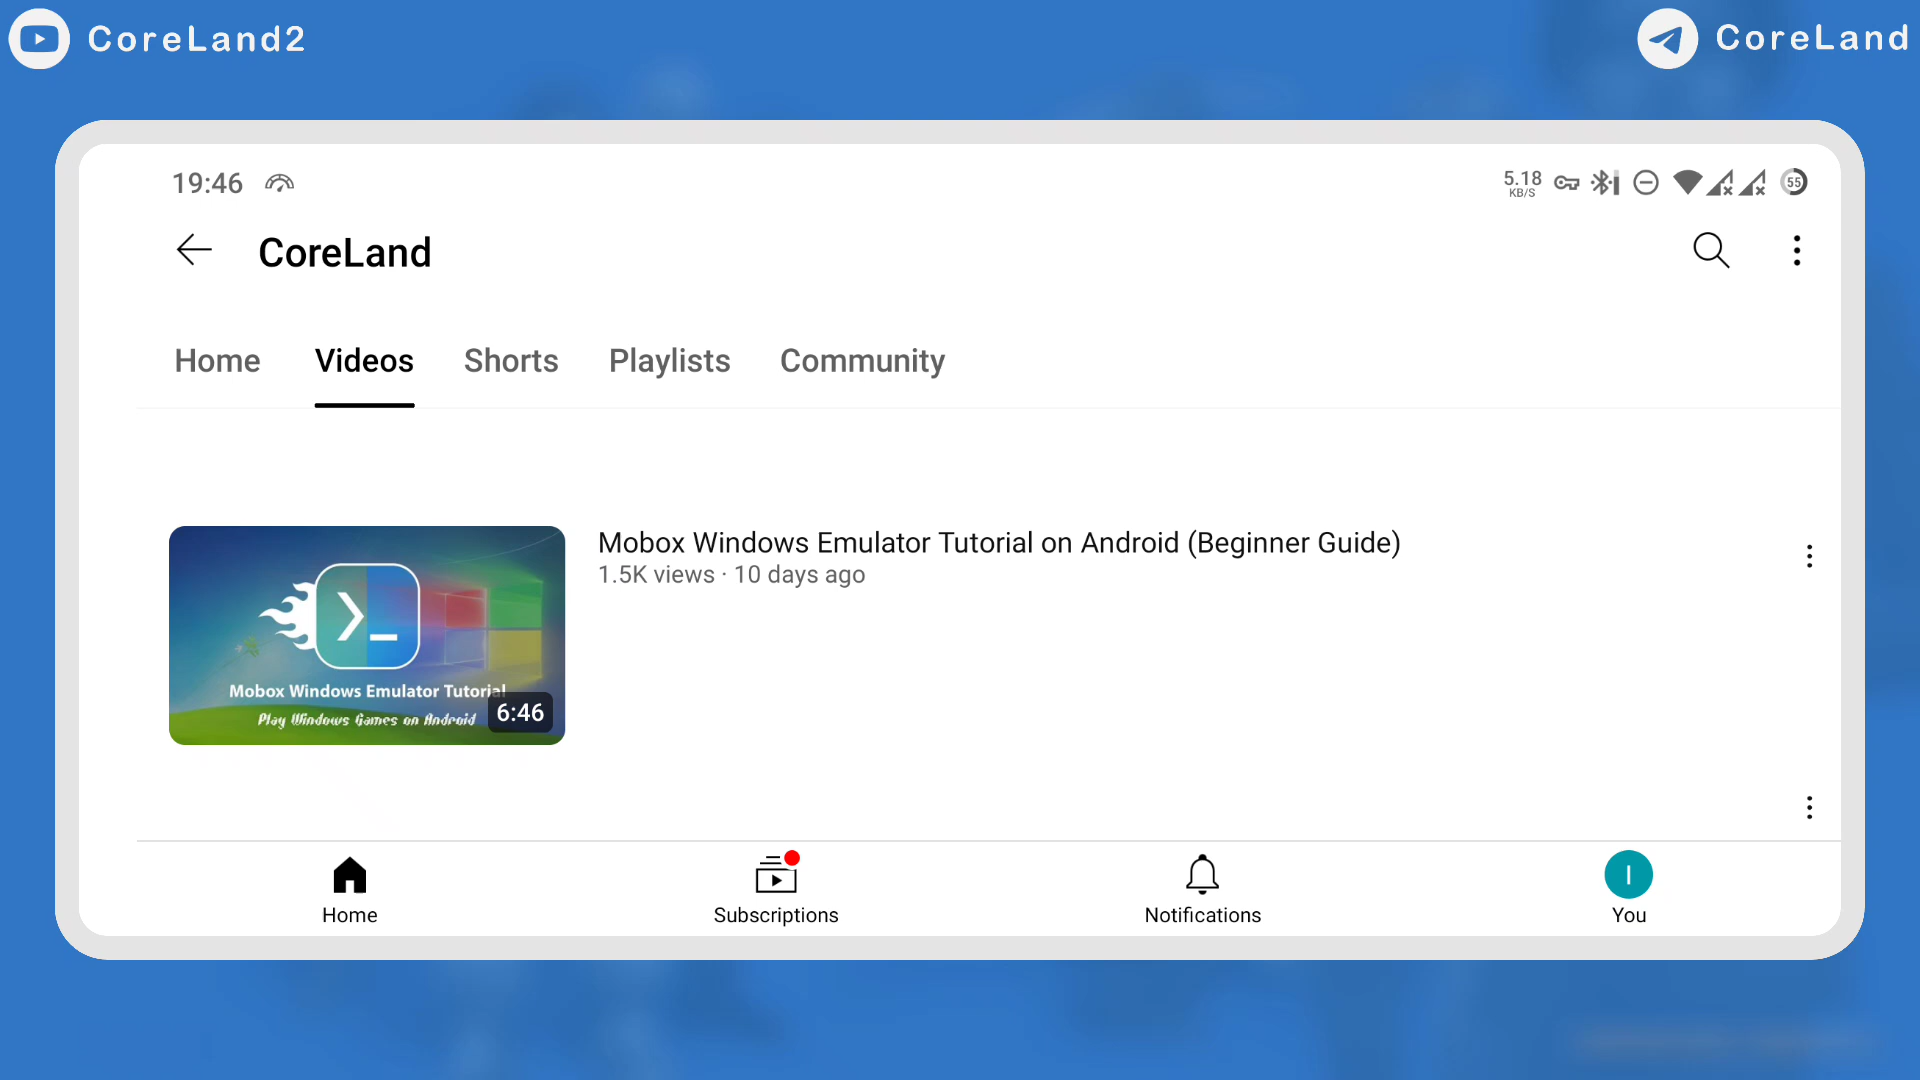 CoreLand2
CoreLand
19:46
5.18
KB/S
55
CoreLand
Home
Videos
Shorts
Playlists
Community
Mobox Windows Emulator Tutorial
Play Windows Games on Android
6:46
Mobox Windows Emulator Tutorial on Android (Beginner Guide)
1.5K views · 10 days ago
Home
Subscriptions
Notifications
I
You